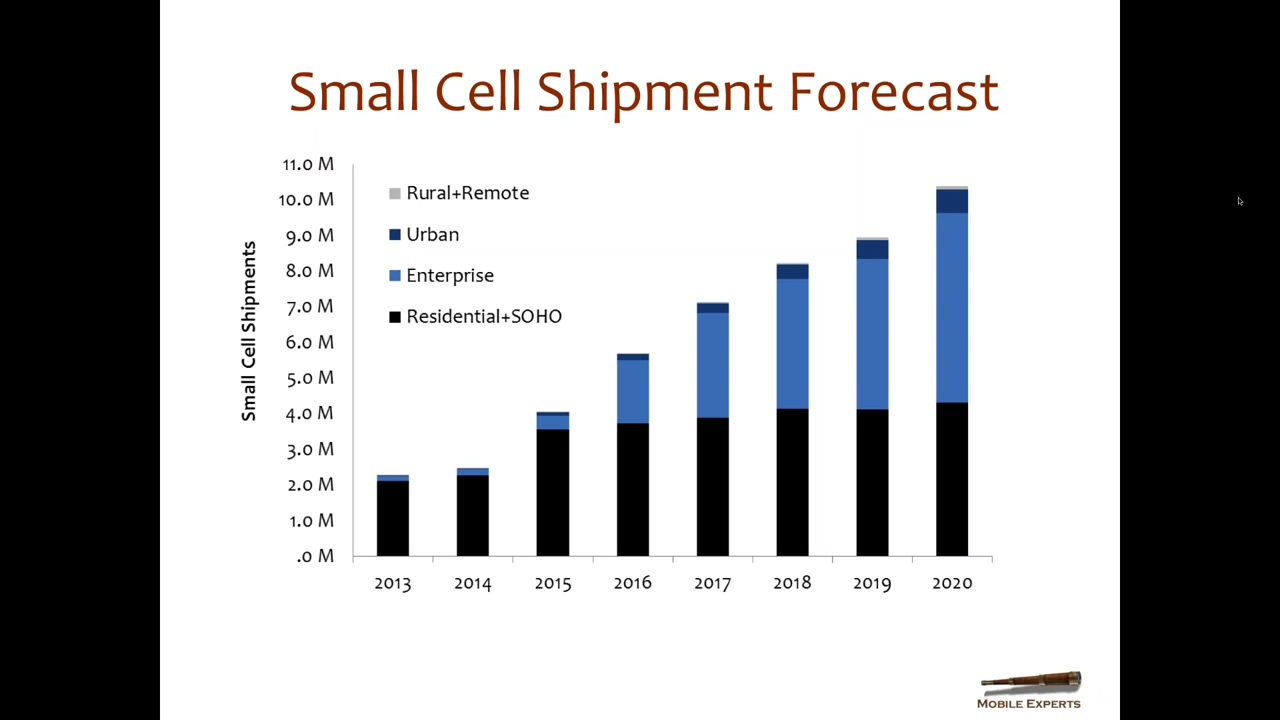 Small Cell Shipment Forecast
Small Cell Shipments
11.0 M
10.0 M
9.0 M
8.0 M
7.0 M
6.0 M
5.0 M
4.0 M
3.0 M
2.0 M
1.0 M
.0 M
Rural+Remote
Urban
Enterprise
Residential+SOHO
2013 2014 2015 2016 2017 2018 2019 2020
MOBILE EXPERTS